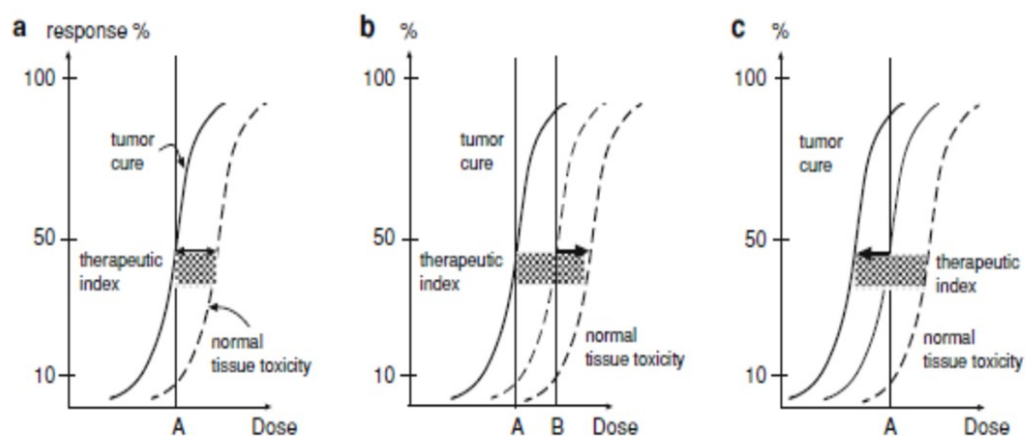 a response %
100
tumor
cure
50
therapeutic
index
normal
tissue toxicity
10
A Dose
b %
100
tumor
cure
50
therapeutic
index
normal
tissue toxicity
10
A B Dose
c %
100
tumor
cure
50
therapeutic
index
normal
tissue toxicity
10
A Dose